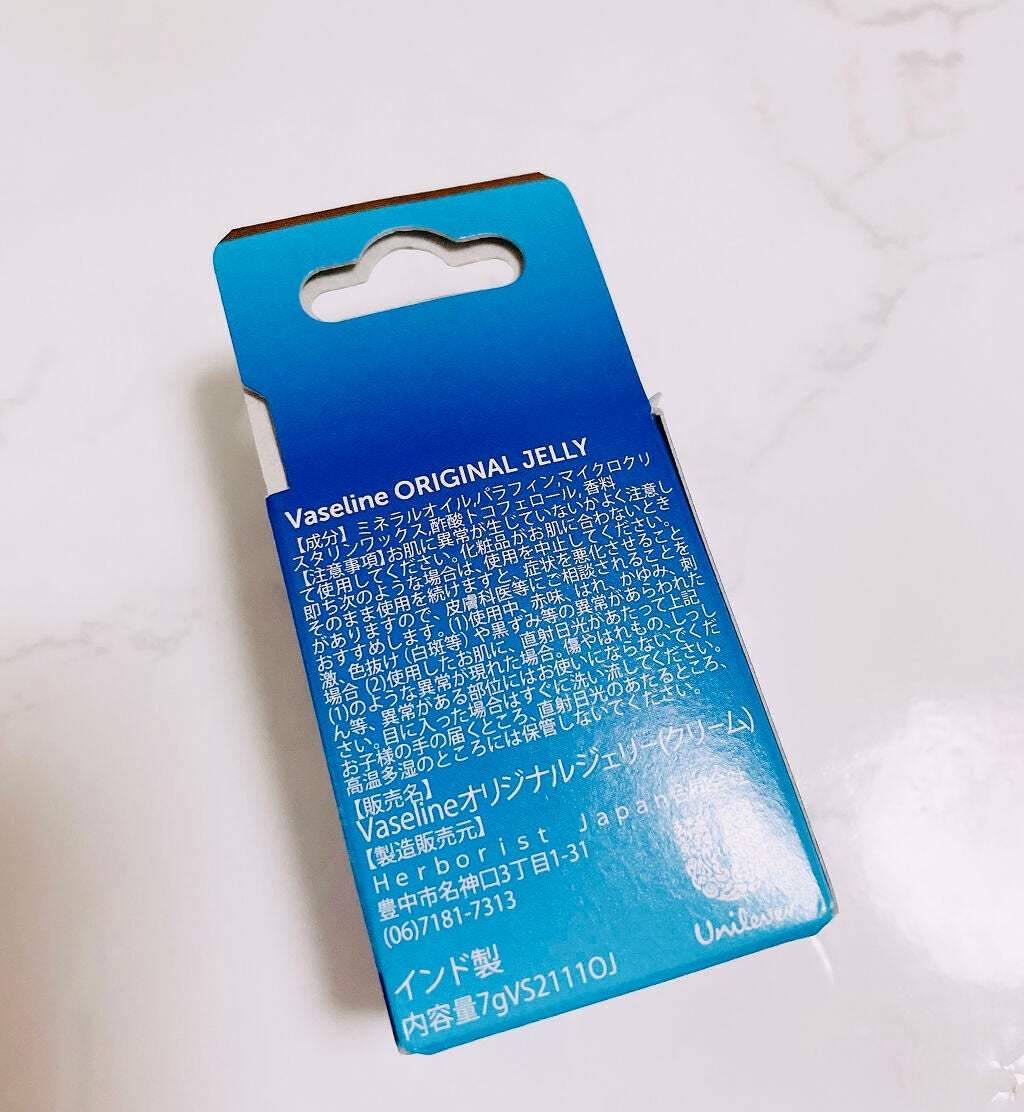 Vaseline ORIGINAL JELLY
【成分】 ミネラルオイル,パラフィン,マイクロクリ
スタリンワックス,酢酸トコフェロール, 香料
【注意事項】お肌に異常が生じていないかよく注意し
て使用してください。化粧品がお肌に合わないとき
即ち次のような場合は、使用を中止してください。
そのまま使用を続けますと、症状を悪化させること
がありますので、皮膚科医等にご相談されることを
おすすめします。(1)使用中、赤味、はれ、かゆみ、刺
激、色抜け(白斑等)や黒ずみ等の異常があらわれた
場合 (2)使用したお肌に、直射日光があたって上記
(1)のような異常が現れた場合。傷やはれもの、しっし
ん等、異常がある部位にはお使いにならないでくだ
さい。目に入った場合はすぐに洗い流してください。
お子様の手の届くところ、直射日光のあたるところ、
高温多湿のところには保管しないでください。
【販売名】
Vaselineオリジナルジェリー(クリーム)
【製造販売元】
Herborist Japan合同会社
豊中市名神口3丁目1-31
(06)7181-7313
Unilever
インド製
内容量7gVS2111OJ